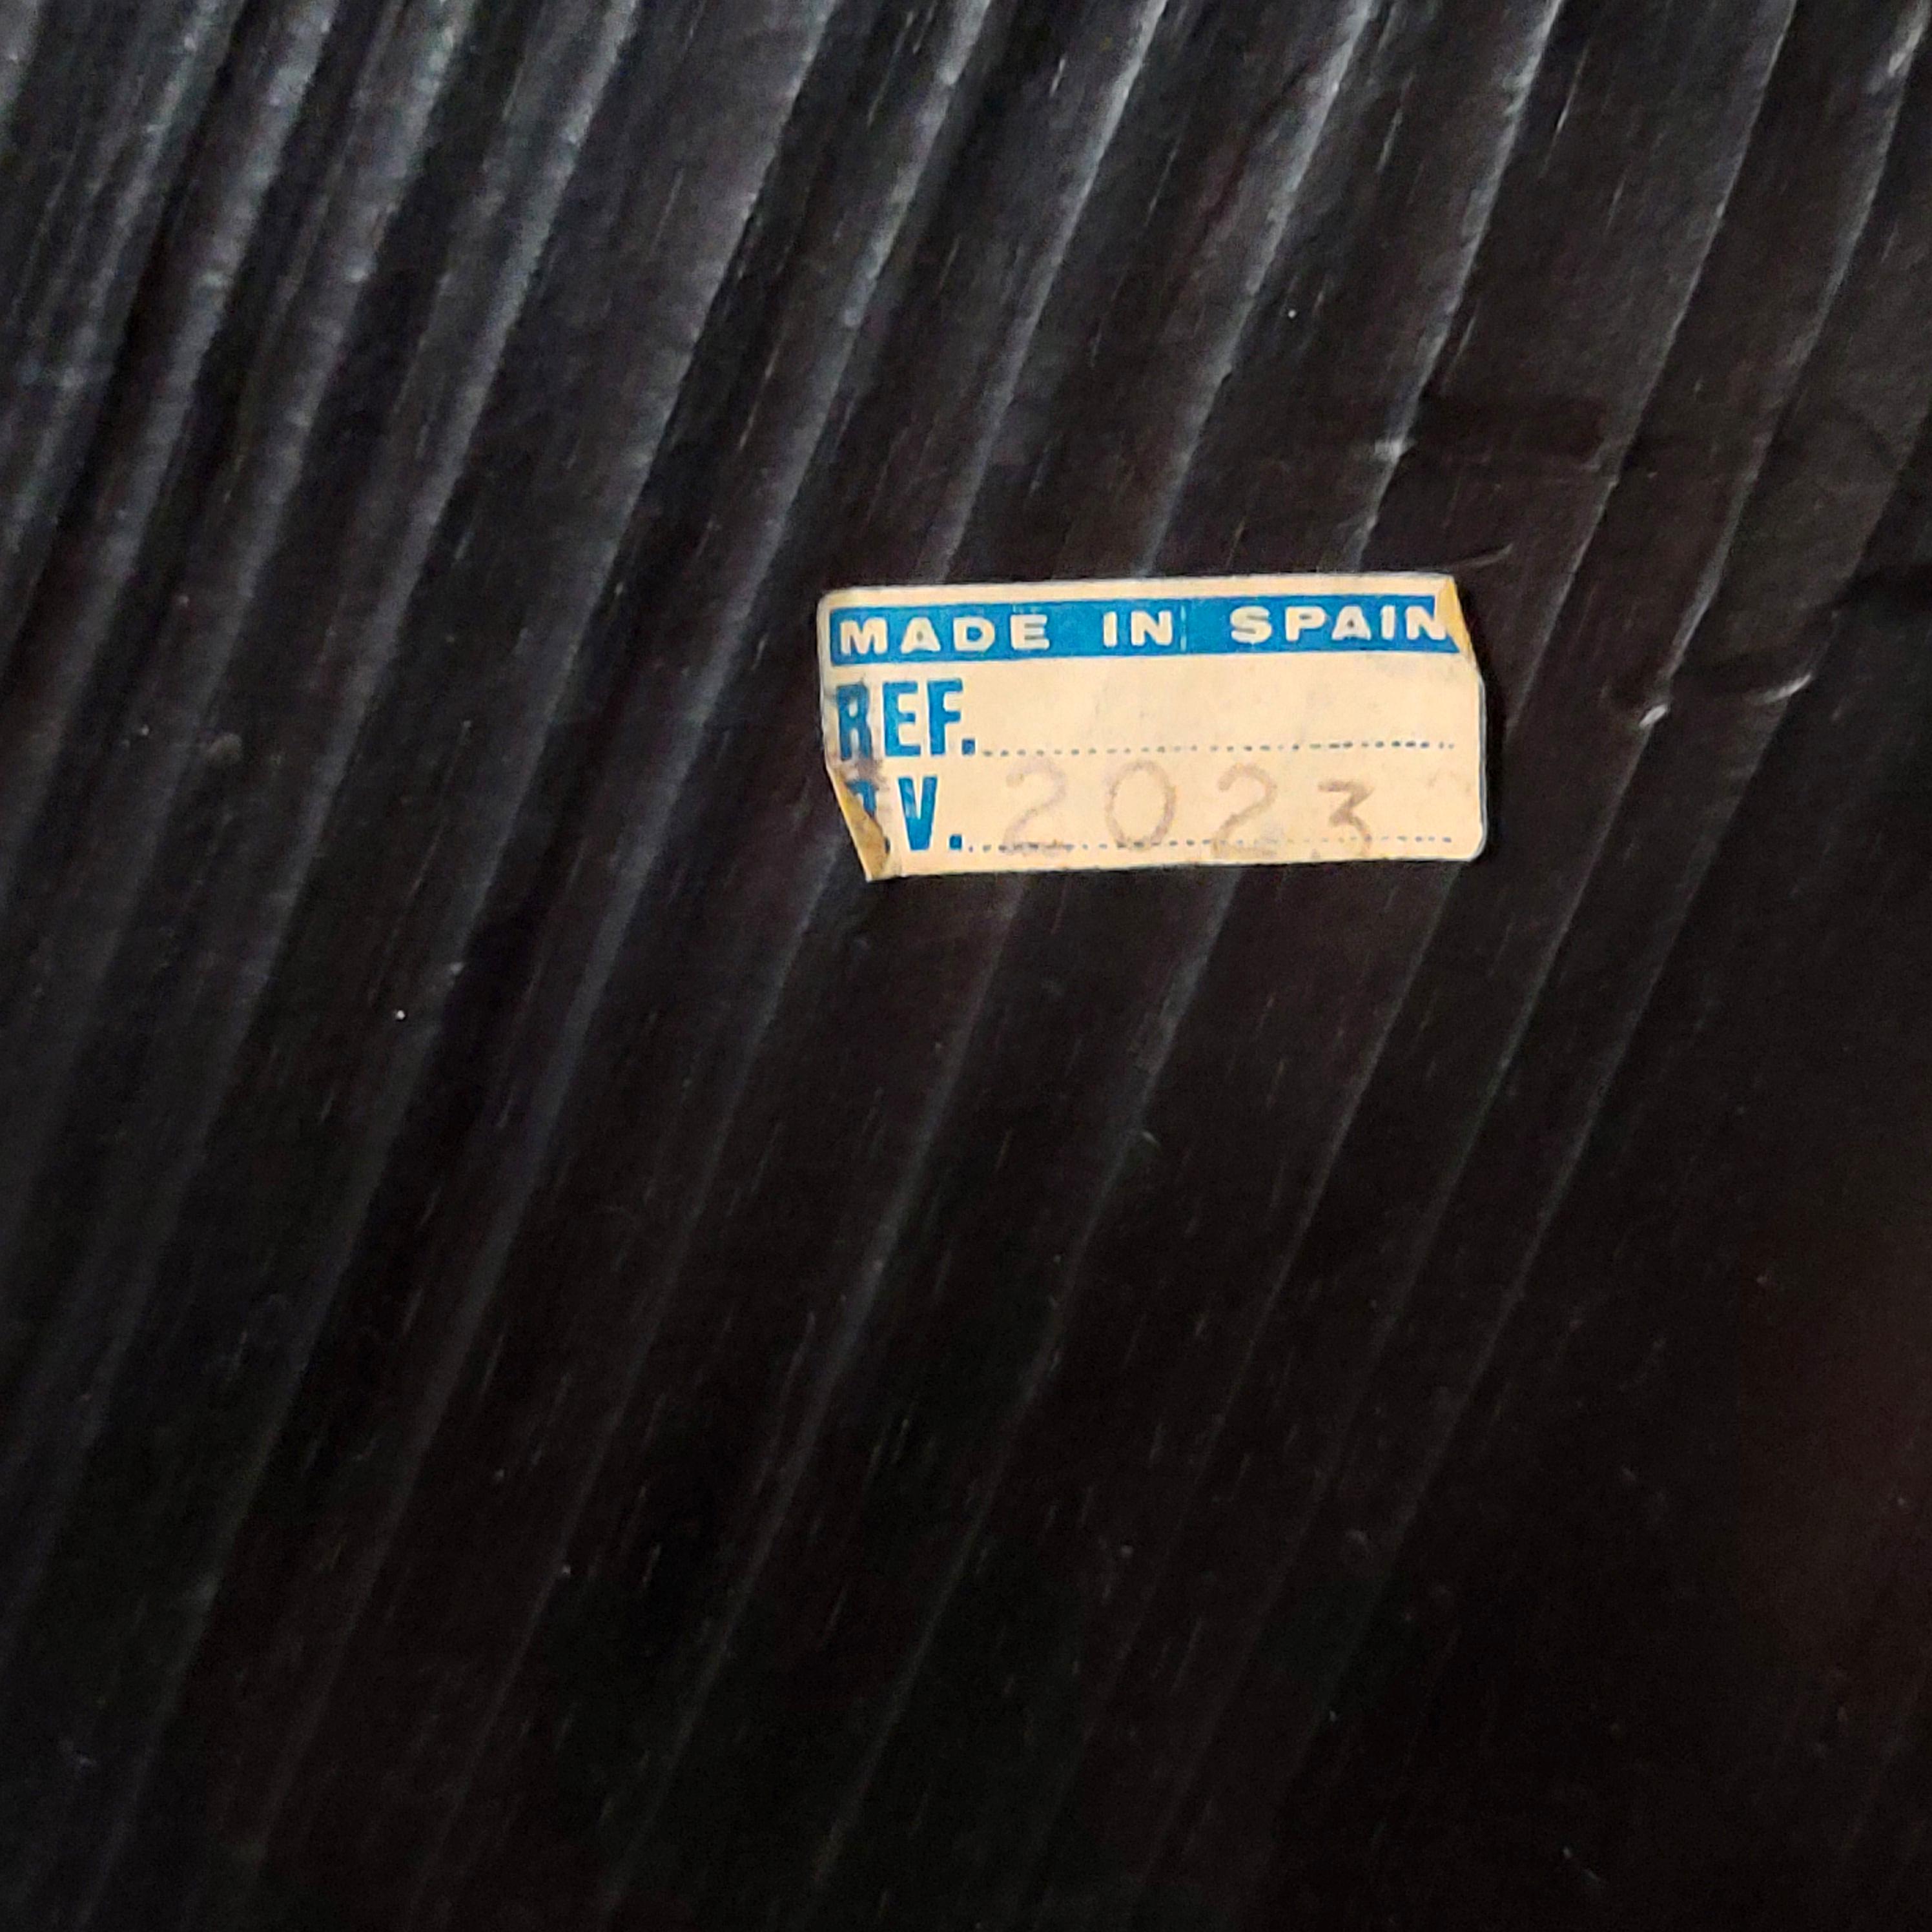 MADE IN SPAIN
REF.
V. 2023